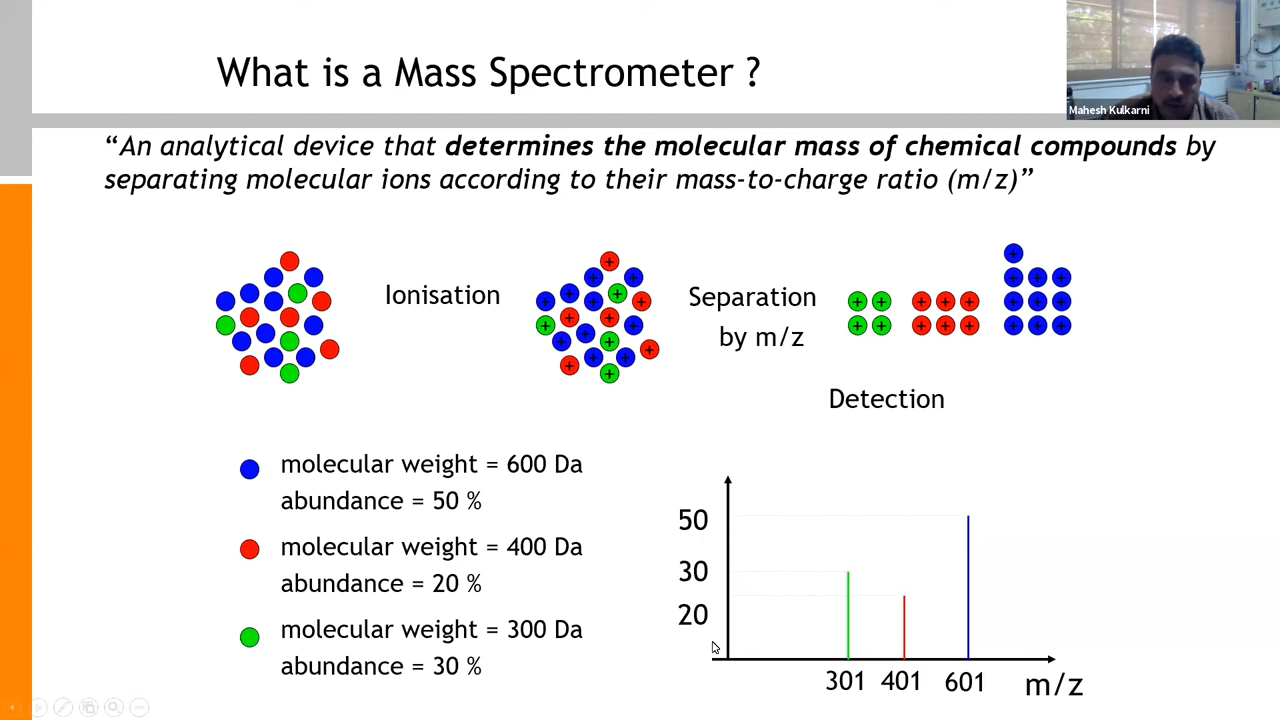 What is a Mass Spectrometer ?
Mahesh Kulkarni
“An analytical device that determines the molecular mass of chemical compounds by
separating molecular ions according to their mass-to-charge ratio (m/z)”
Ionisation
Separation
by m/z
Detection
molecular weight = 600 Da
abundance = 50 %
molecular weight = 400 Da
abundance = 20 %
molecular weight = 300 Da
abundance = 30 %
50
30
20
301 401 601 m/z